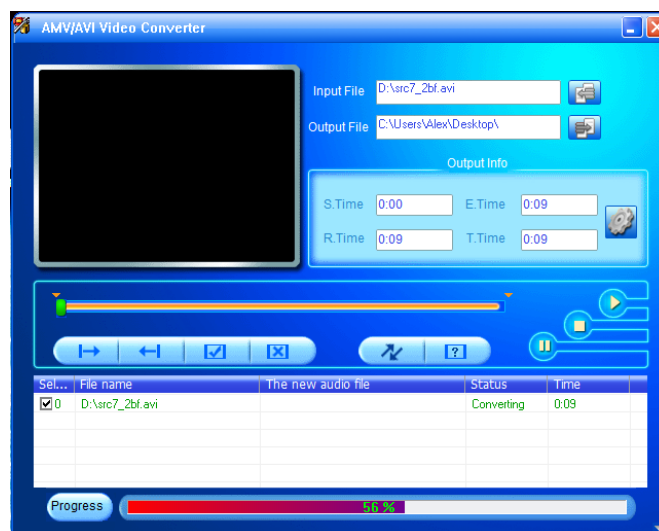 AMV/AVI Video Converter
Input File D:\src7_2bf.avi
Output File C:\Users\Alex\Desktop\
Output Info
S.Time 0:00 E.Time 0:09
R.Time 0:09 T.Time 0:09
Sel... File name The new audio file Status Time
0 D:\src7_2bf.avi Converting 0:09
Progress 56 %